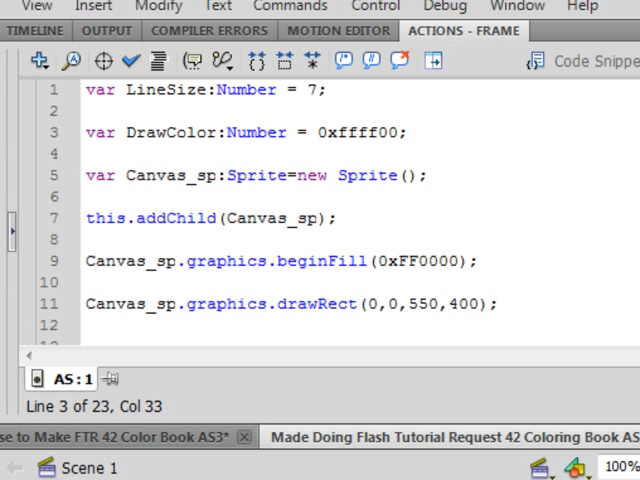 View Insert Modify Text Commands Control Debug Window Help
TIMELINE OUTPUT COMPILER ERRORS MOTION EDITOR ACTIONS - FRAME
Code Snippe
1 var LineSize:Number = 7;
2
3 var DrawColor:Number = 0xffff00;
4
5 var Canvas_sp:Sprite=new Sprite();
6
7 this.addChild(Canvas_sp);
8
9 Canvas_sp.graphics.beginFill(0xFF0000);
10
11 Canvas_sp.graphics.drawRect(0,0,550,400);
12
AS:1
Line 3 of 23, Col 33
se to Make FTR 42 Color Book AS3* Made Doing Flash Tutorial Request 42 Coloring Book AS
Scene 1 100%